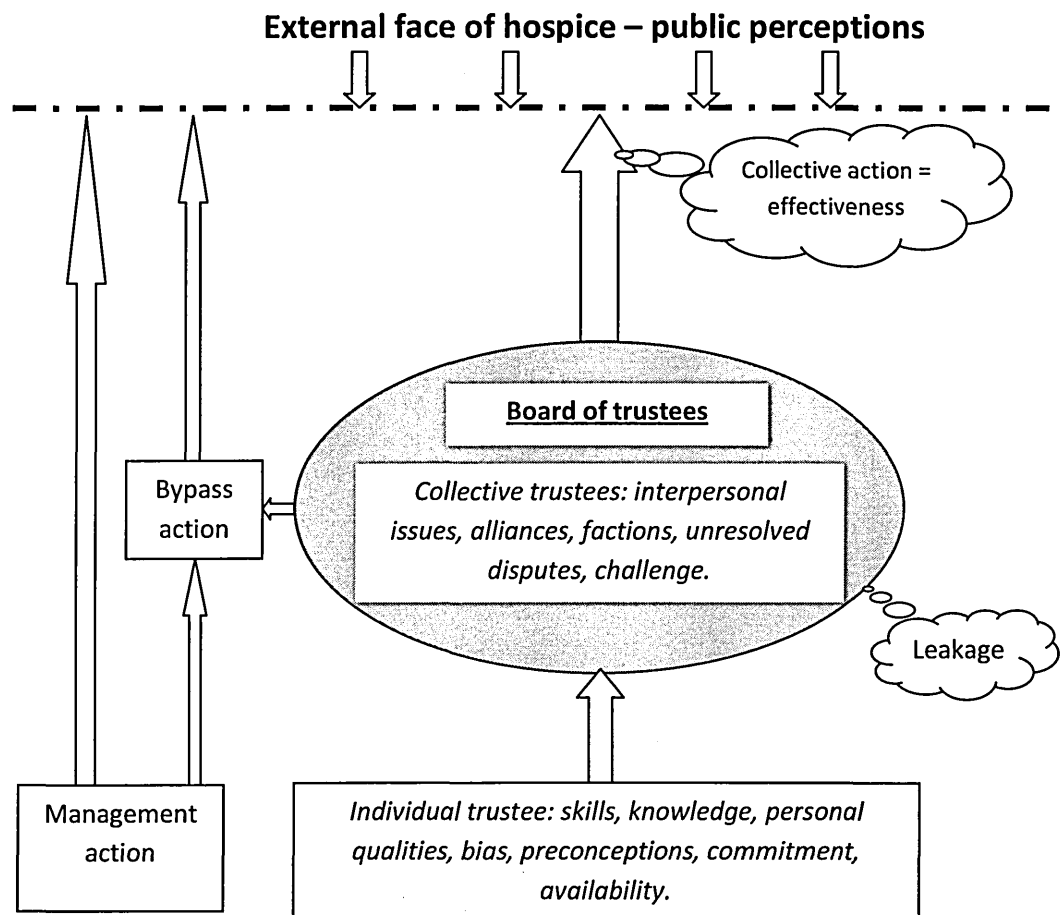 External face of hospice – public perceptions
Collective action =
effectiveness
Board of trustees
Collective trustees: interpersonal
issues, alliances, factions, unresolved
disputes, challenge.
Bypass
action
Leakage
Management
action
Individual trustee: skills, knowledge, personal
qualities, bias, preconceptions, commitment,
availability.